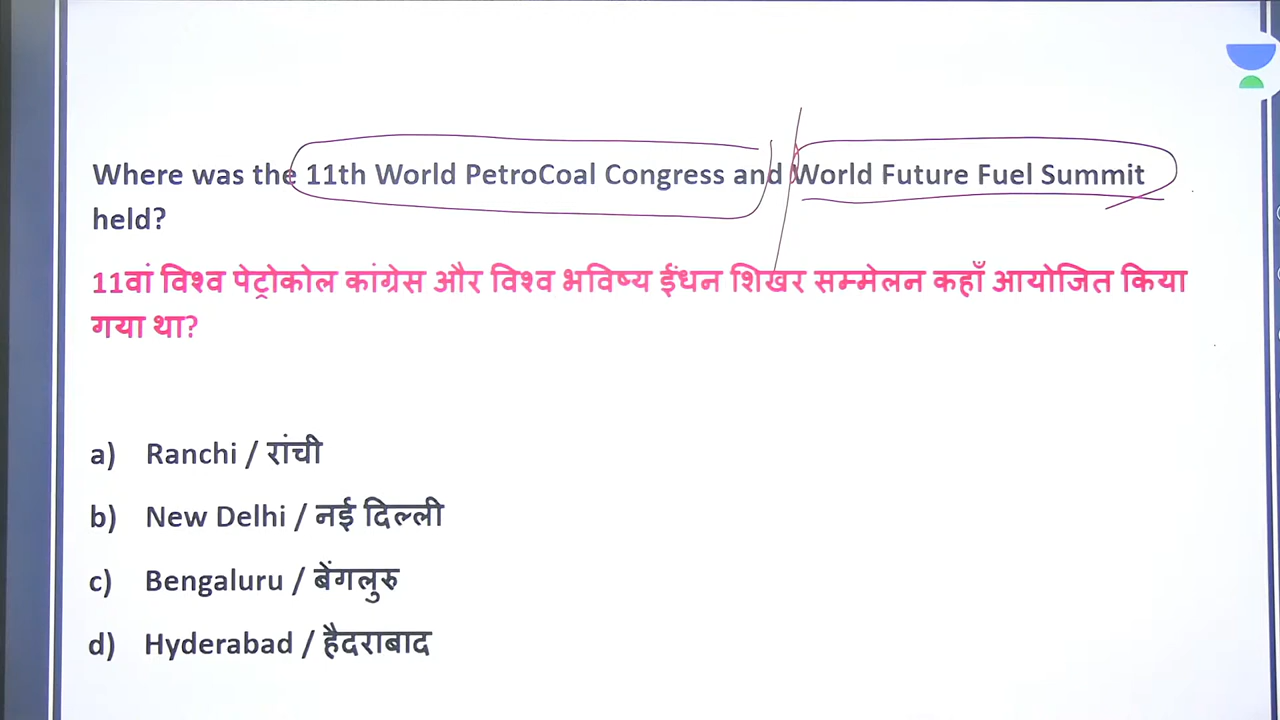 Where was the 11th World PetroCoal Congress and World Future Fuel Summit
held?
11वां विश्व पेट्रोकोल कांग्रेस और विश्व भविष्य ईंधन शिखर सम्मेलन कहाँ आयोजित किया
गया था?
a) Ranchi / रांची
b) New Delhi / नई दिल्ली
c) Bengaluru / बेंगलुरु
d) Hyderabad / हैदराबाद